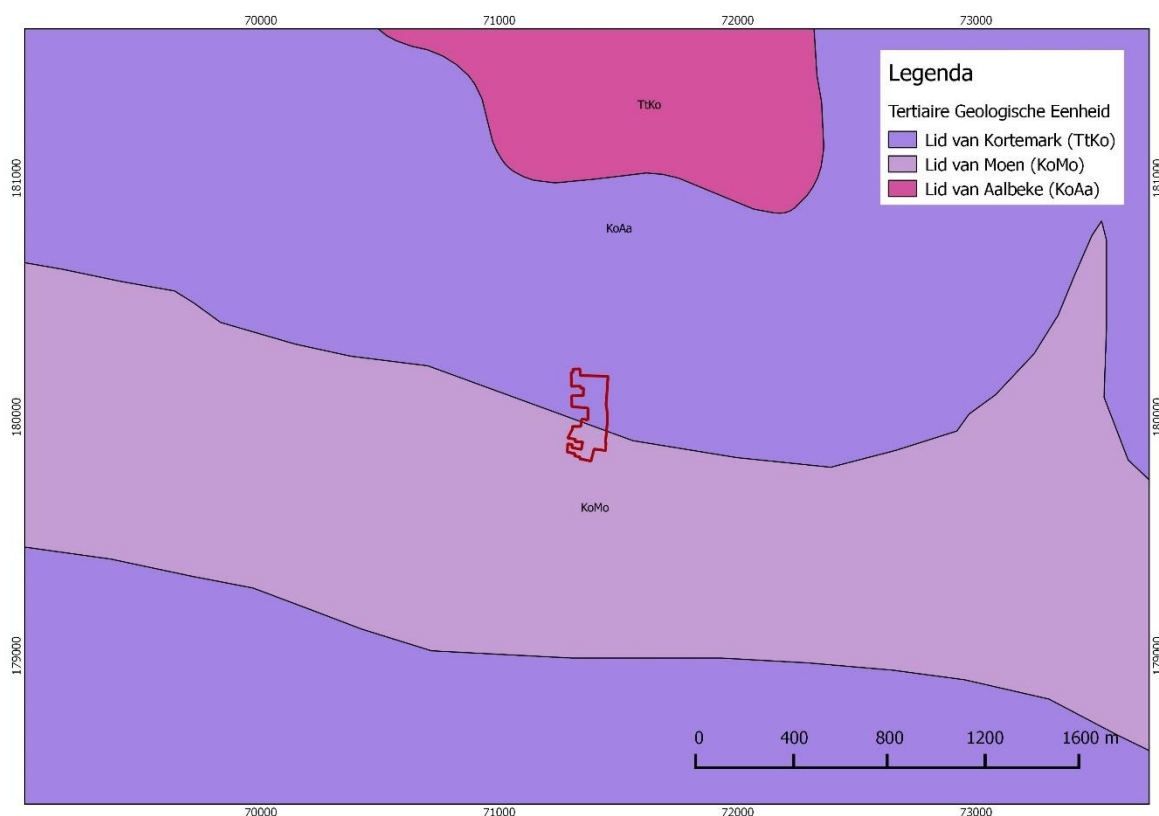 70000 71000 72000 73000
Legenda
Tertiaire Geologische Eenheid
Lid van Kortemark (TtKo)
Lid van Moen (KoMo)
Lid van Aalbeke (KoAa)
TtKo
181000 181000
KoAa
180000 180000
KoMo
179000 179000
0 400 800 1200 1600 m
70000 71000 72000 73000